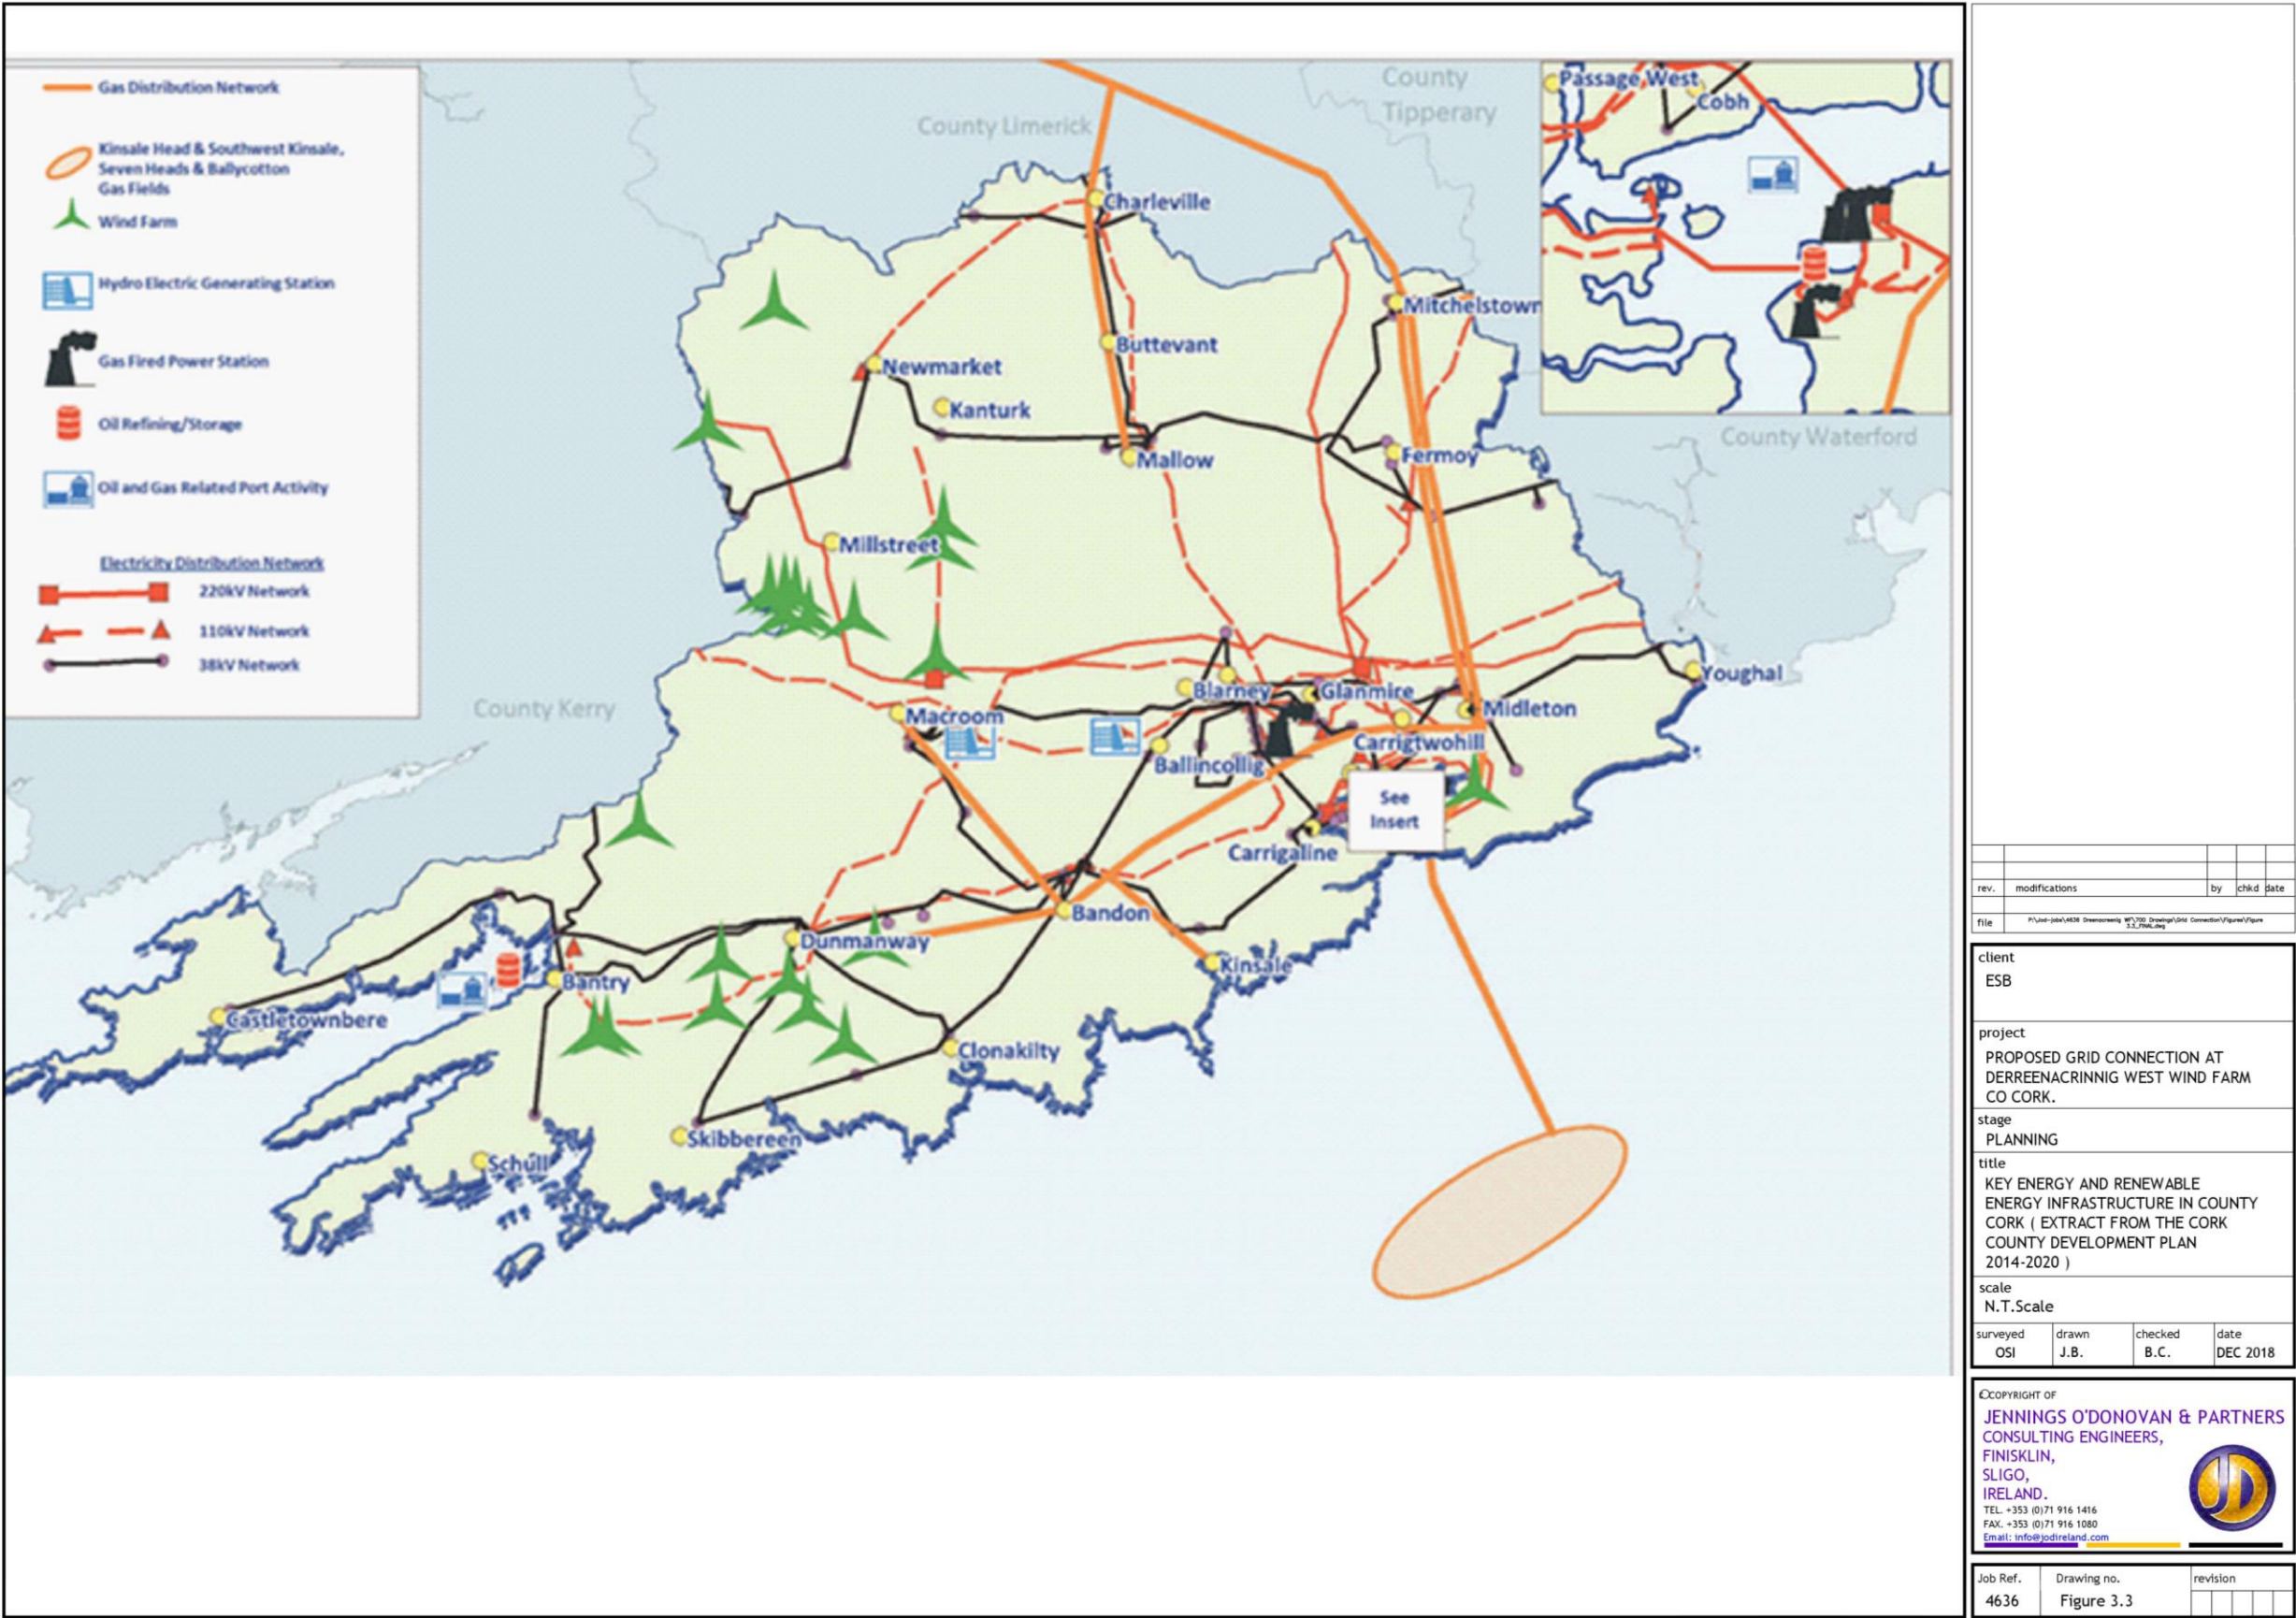 Gas Distribution Network
Kinsale Head & Southwest Kinsale,
Seven Heads & Ballycotton
Gas Fields
Wind Farm
Hydro Electric Generating Station
Gas Fired Power Station
Oil Refining/Storage
Oil and Gas Related Port Activity
Electricity Distribution Network
220kV Network
110kV Network
38kV Network
County Limerick
County
Tipperary
County Waterford
County Kerry
Passage West
Cobh
Charleville
Mitchelstown
Buttevant
Newmarket
Kanturk
Mallow
Fermoy
Millstreet
Youghal
Blarney
Glanmire
Midleton
Macroom
Carrigtwohill
Ballincollig
See
Insert
Carrigaline
Bandon
Dunmanway
Kinsale
Bantry
Castletownbere
Clonakilty
Skibbereen
Schull
rev.
modifications
by
chkd
date
file
client
ESB
project
PROPOSED GRID CONNECTION AT
DERREENACRINNIG WEST WIND FARM
CO CORK.
stage
PLANNING
title
KEY ENERGY AND RENEWABLE
ENERGY INFRASTRUCTURE IN COUNTY
CORK ( EXTRACT FROM THE CORK
COUNTY DEVELOPMENT PLAN
2014-2020 )
scale
N.T.Scale
surveyed
OSI
drawn
J.B.
checked
B.C.
date
DEC 2018
©COPYRIGHT OF
JENNINGS O'DONOVAN & PARTNERS
CONSULTING ENGINEERS,
FINISKLIN,
SLIGO,
IRELAND.
TEL. +353 (0)71 916 1416
FAX. +353 (0)71 916 1080
Email: info@jodireland.com
JD
Job Ref.
4636
Drawing no.
Figure 3.3
revision